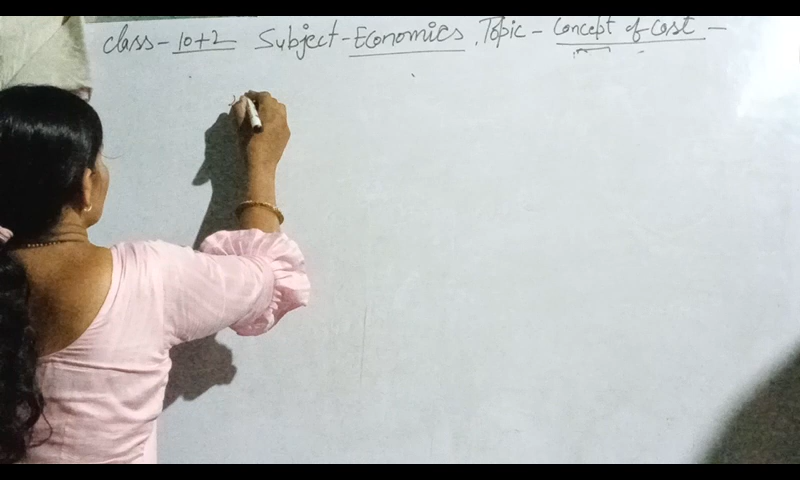 Class - 10+2 Subject - Economics . Topic - Concept of Cost -